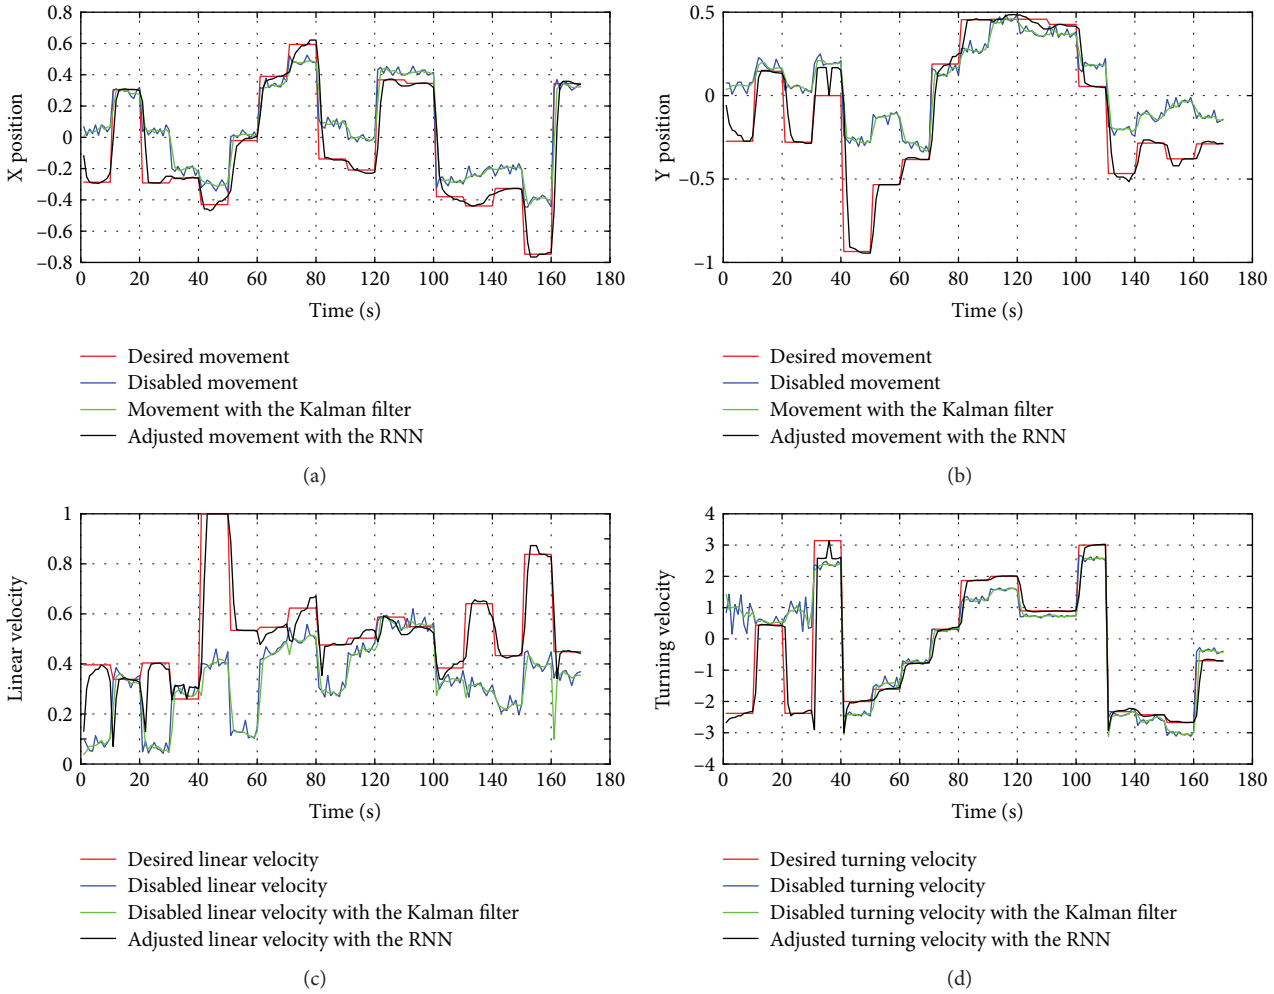 0.8
0.6
0.4
0.2
0
−0.2
−0.4
−0.6
−0.8
X position
0 20 40 60 80 120 100 140 160 180
Time (s)
Desired movement
Disabled movement
Movement with the Kalman filter
Adjusted movement with the RNN
(a)
0.5
0
−0.5
−1
Y position
0 20 40 60 80 120 100 140 160 180
Time (s)
Desired movement
Disabled movement
Movement with the Kalman filter
Adjusted movement with the RNN
(b)
1
0.8
0.6
0.4
0.2
0
Linear velocity
0 20 40 60 80 120 100 140 160 180
Time (s)
Desired linear velocity
Disabled linear velocity
Disabled linear velocity with the Kalman filter
Adjusted linear velocity with the RNN
(c)
4
3
2
1
0
−1
−2
−3
−4
Turning velocity
0 20 40 60 80 120 100 140 160 180
Time (s)
Desired turning velocity
Disabled turning velocity
Disabled turning velocity with the Kalman filter
Adjusted turning velocity with the RNN
(d)